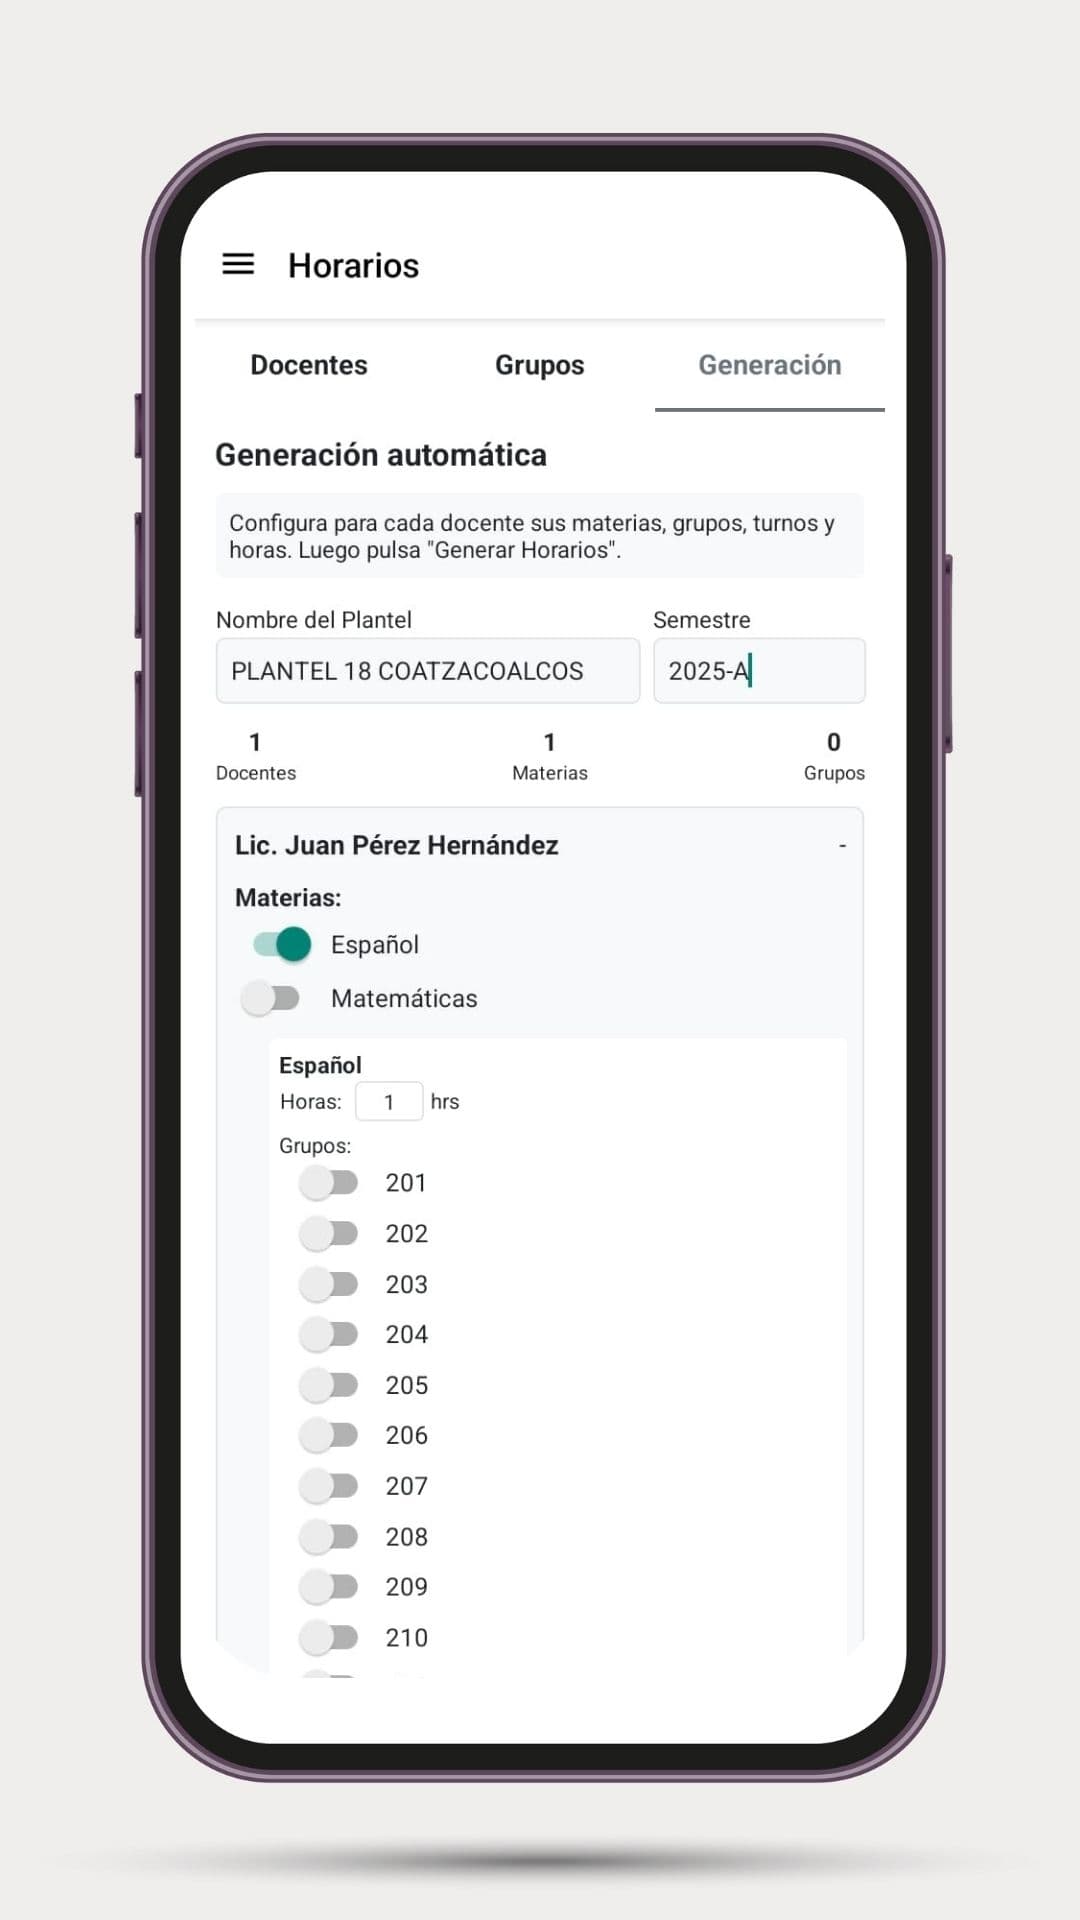 Horarios
Docentes
Grupos
Generación
Generación automática
Configura para cada docente sus materias, grupos, turnos y
horas. Luego pulsa "Generar Horarios".
Nombre del Plantel
Semestre
PLANTEL 18 COATZACOALCOS
2025-A
1
1
0
Docentes
Materias
Grupos
Lic. Juan Pérez Hernández
-
Materias:
Español
Matemáticas
Español
Horas: 1 hrs
Grupos:
201
202
203
204
205
206
207
208
209
210